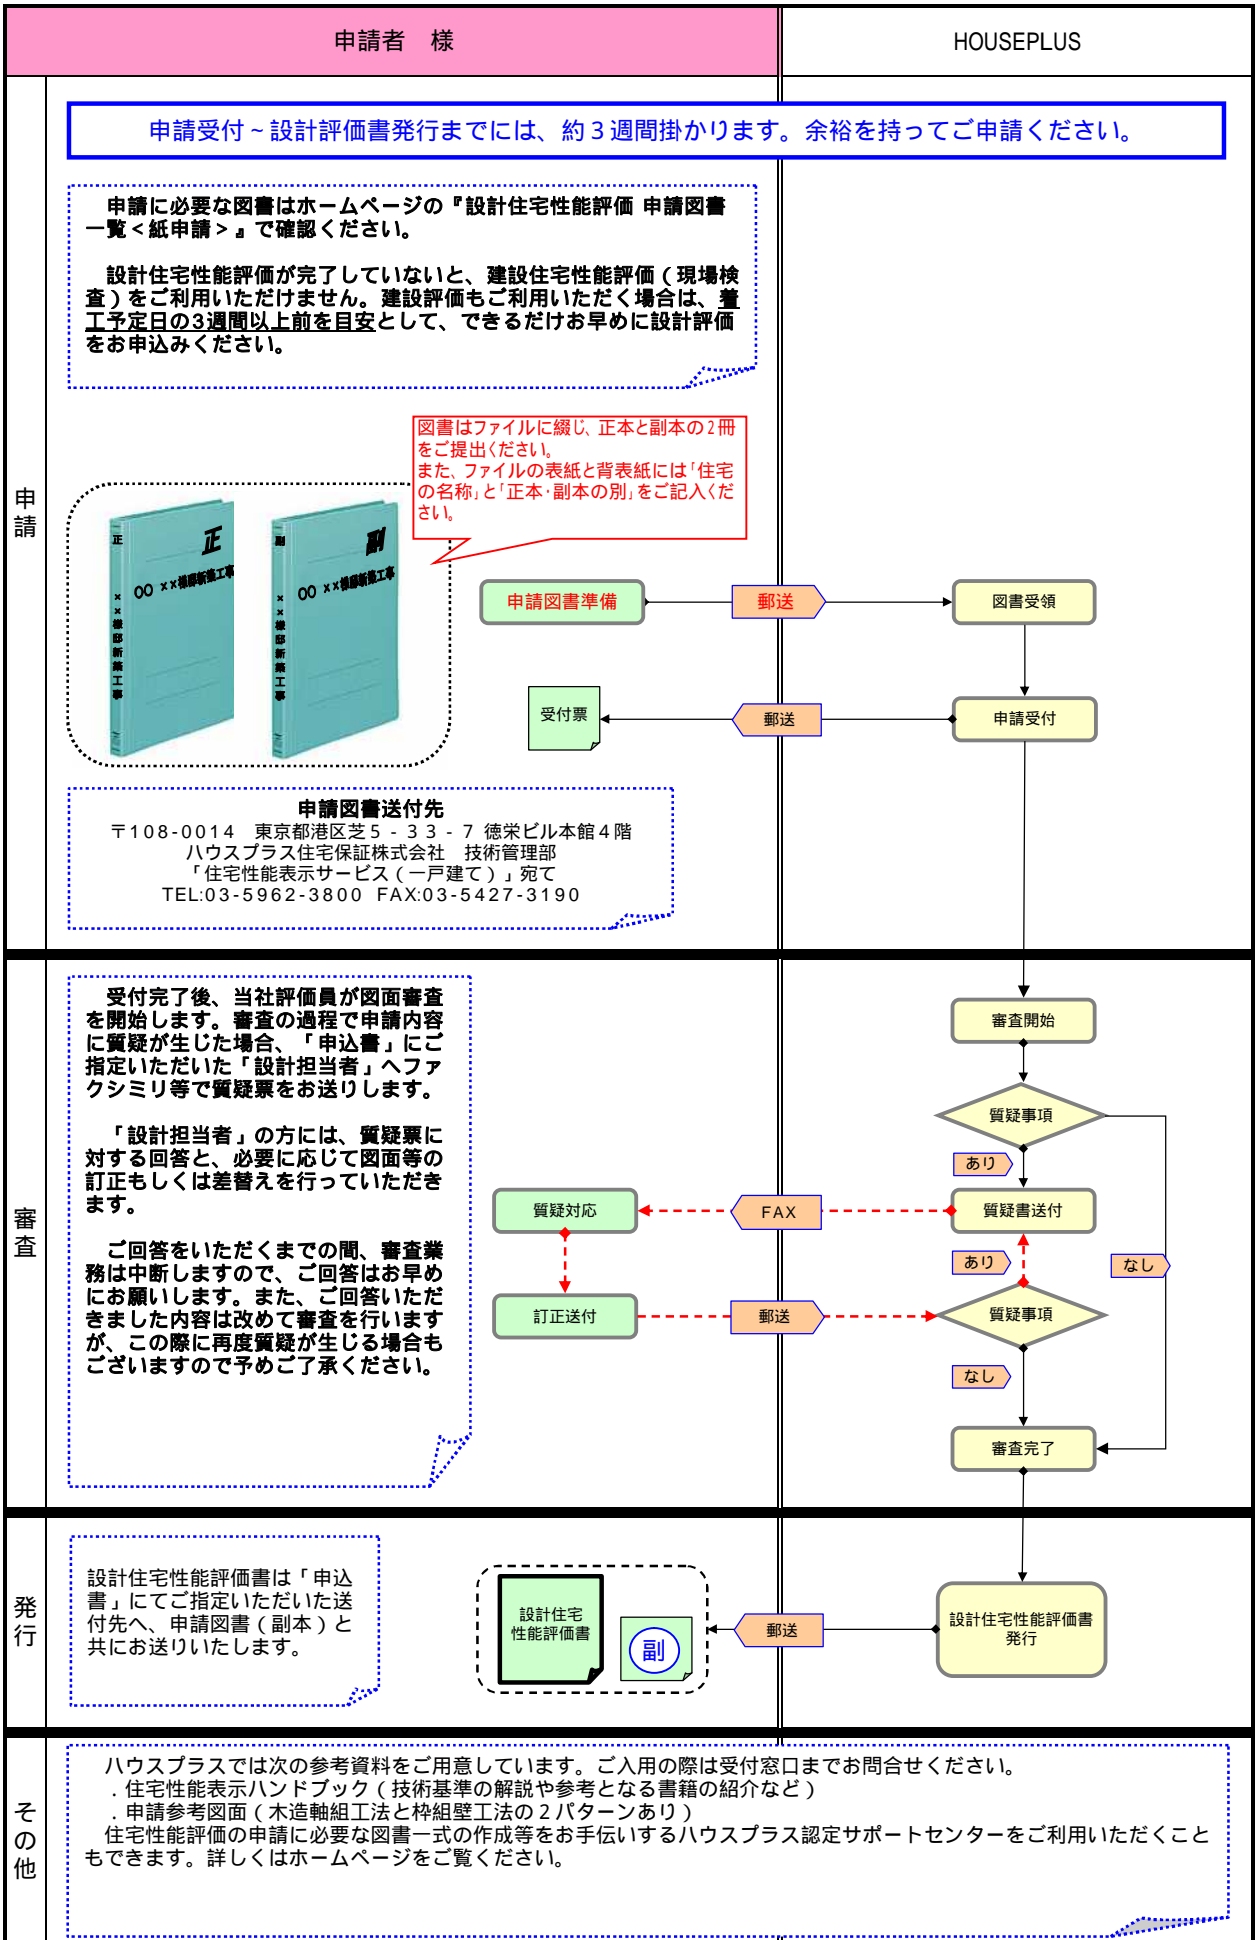 申請者　様
HOUSEPLUS
申請
申請受付～設計評価書発行までには、約３週間掛かります。余裕を持ってご申請ください。
申請に必要な図書はホームページの『設計住宅性能評価 申請図書
一覧＜紙申請＞』で確認ください。
設計住宅性能評価が完了していないと、建設住宅性能評価（現場検
査）をご利用いただけません。建設評価もご利用いただく場合は、着
工予定日の3週間以上前を目安として、できるだけお早めに設計評価
をお申込みください。
図書はファイルに綴じ、正本と副本の2冊
をご提出ください。
また、ファイルの表紙と背表紙には「住宅
の名称」と「正本・副本の別」をご記入くだ
さい。
正
正
〇〇 ××様邸新築工事
××様邸新築工事
副
副
〇〇 ××様邸新築工事
××様邸新築工事
申請図書準備
郵送
図書受領
受付票
郵送
申請受付
申請図書送付先
〒108-0014　東京都港区芝５-３３-７ 徳栄ビル本館４階
ハウスプラス住宅保証株式会社　技術管理部
「住宅性能表示サービス（一戸建て）」宛て
TEL:03-5962-3800 FAX:03-5427-3190
審査
受付完了後、当社評価員が図面審査
を開始します。審査の過程で申請内容
に質疑が生じた場合、「申込書」にご
指定いただいた「設計担当者」へファ
クシミリ等で質疑票をお送りします。
「設計担当者」の方には、質疑票に
対する回答と、必要に応じて図面等の
訂正もしくは差替えを行っていただき
ます。
ご回答をいただくまでの間、審査業
務は中断しますので、ご回答はお早め
にお願いします。また、ご回答いただ
きました内容は改めて審査を行います
が、この際に再度質疑が生じる場合も
ございますので予めご了承ください。
審査開始
質疑事項
あり
質疑対応
FAX
質疑書送付
あり
なし
訂正送付
郵送
質疑事項
なし
審査完了
発行
設計住宅性能評価書は「申込
書」にてご指定いただいた送
付先へ、申請図書（副本）と
共にお送りいたします。
設計住宅
性能評価書
副
郵送
設計住宅性能評価書
発行
その他
ハウスプラスでは次の参考資料をご用意しています。ご入用の際は受付窓口までお問合せください。
．住宅性能表示ハンドブック（技術基準の解説や参考となる書籍の紹介など）
．申請参考図面（木造軸組工法と枠組壁工法の２パターンあり）
住宅性能評価の申請に必要な図書一式の作成等をお手伝いするハウスプラス認定サポートセンターをご利用いただくこと
もできます。詳しくはホームページをご覧ください。